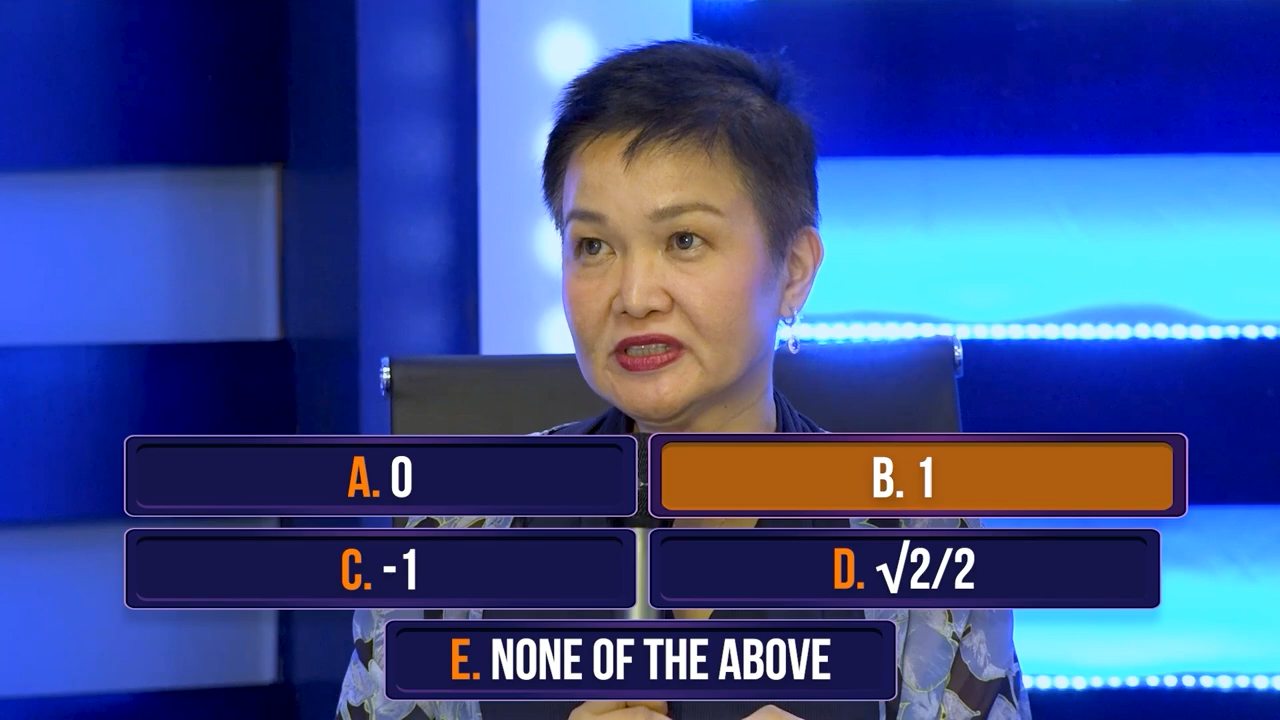 A. 0
B. 1
C. -1
D. √2/2
E. NONE OF THE ABOVE